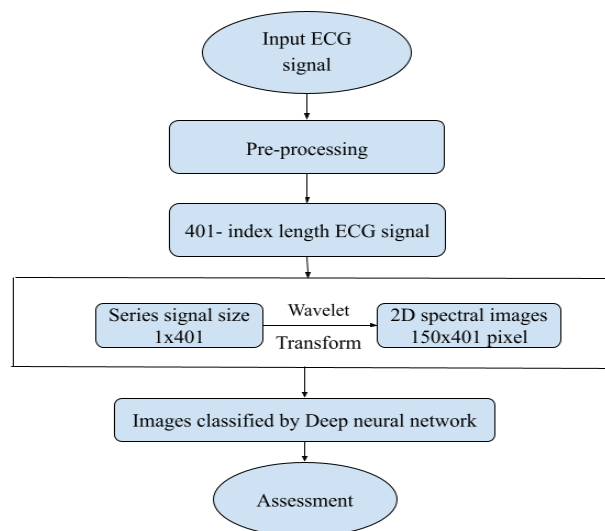 Input ECG
signal
Pre-processing
401- index length ECG signal
Series signal size
1x401
Wavelet
Transform
2D spectral images
150x401 pixel
Images classified by Deep neural network
Assessment